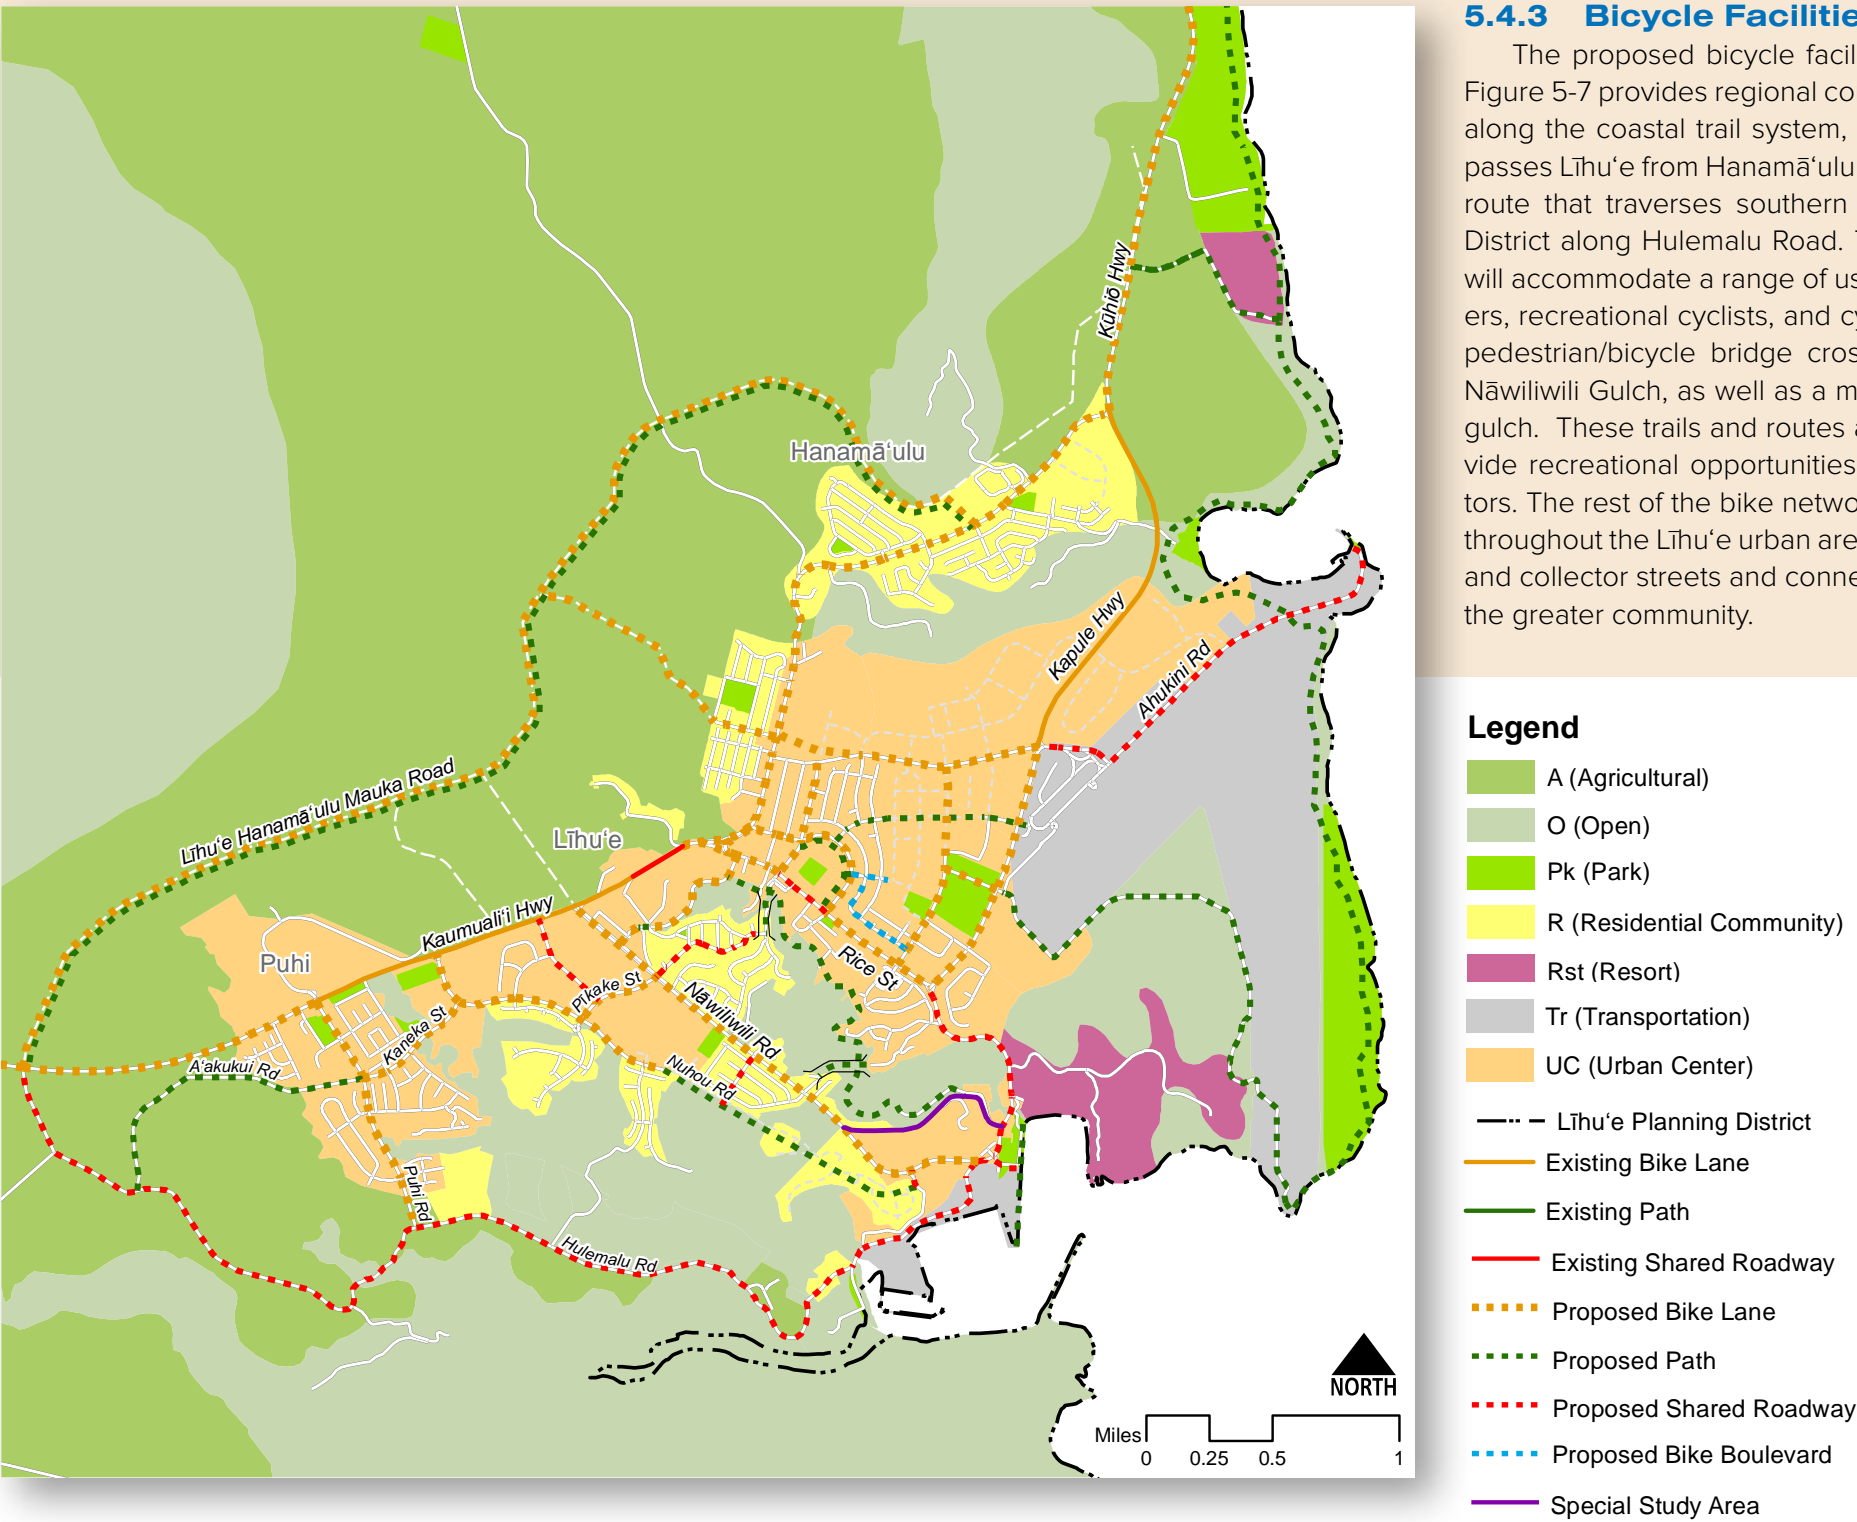 5.4.3 Bicycle Facilitie
The proposed bicycle facil
Figure 5-7 provides regional co
along the coastal trail system,
passes Līhuʻe from Hanamāʻulu
route that traverses southern
District along Hulemalu Road.
will accommodate a range of us
ers, recreational cyclists, and cy
pedestrian/bicycle bridge cros
Nāwiliwili Gulch, as well as a m
gulch. These trails and routes a
vide recreational opportunities
tors. The rest of the bike netwo
throughout the Līhuʻe urban are
and collector streets and conne
the greater community.
Legend
A (Agricultural)
O (Open)
Pk (Park)
R (Residential Community)
Rst (Resort)
Tr (Transportation)
UC (Urban Center)
Līhuʻe Planning District
Existing Bike Lane
Existing Path
Existing Shared Roadway
Proposed Bike Lane
Proposed Path
Proposed Shared Roadway
Proposed Bike Boulevard
Special Study Area
Kūhiō Hwy
Hanamāʻulu
Kapule Hwy
Ahukini Rd
Līhuʻe Hanamāʻulu Mauka Road
Līhuʻe
Kaumualiʻi Hwy
Puhi
Pīkake St
Rice St
Nāwiliwili Rd
Kaneka St
Aʻakukui Rd
Nuhou Rd
Puhi Rd
Hulemalu Rd
NORTH
Miles
0 0.25 0.5 1